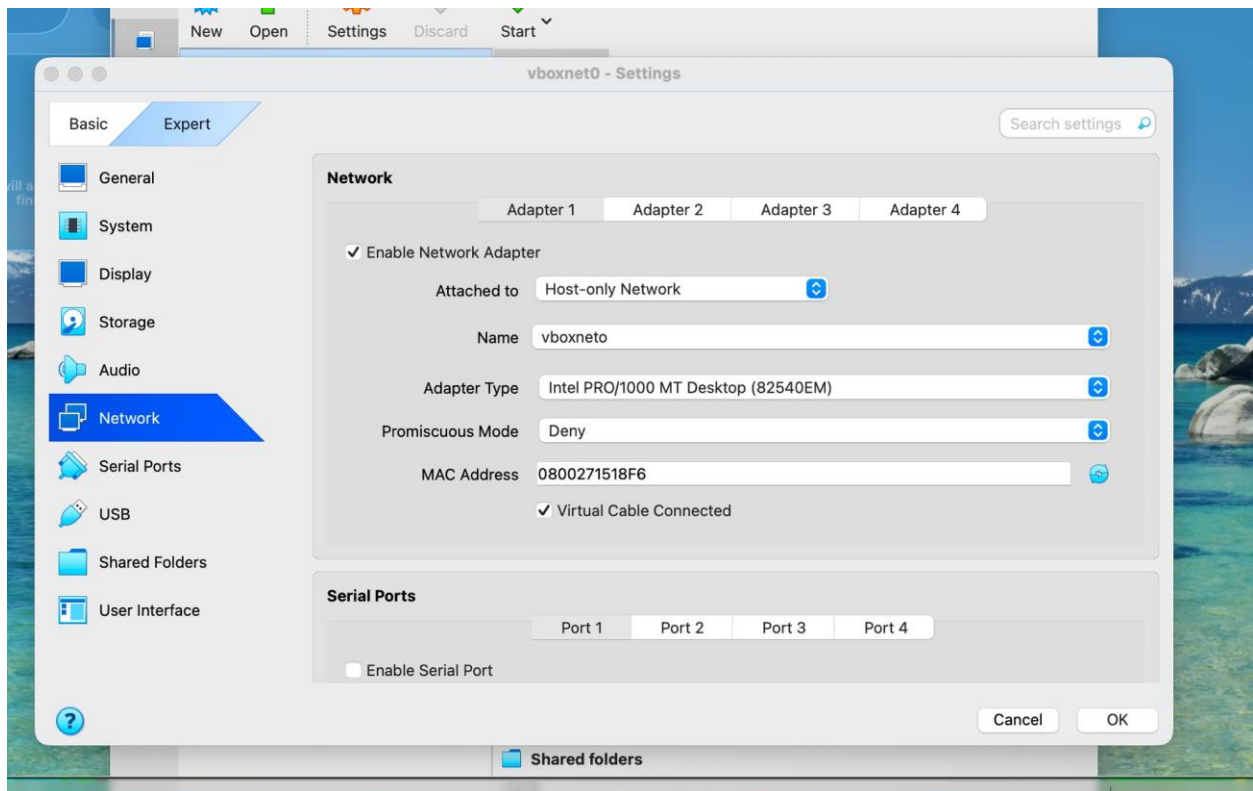 New Open Settings Discard Start
vboxnet0 - Settings
Basic Expert
Search settings
General
System
Display
Storage
Audio
Network
Serial Ports
USB
Shared Folders
User Interface
Network
Adapter 1 Adapter 2 Adapter 3 Adapter 4
Enable Network Adapter
Attached to Host-only Network
Name vboxneto
Adapter Type Intel PRO/1000 MT Desktop (82540EM)
Promiscuous Mode Deny
MAC Address 0800271518F6
Virtual Cable Connected
Serial Ports
Port 1 Port 2 Port 3 Port 4
Enable Serial Port
?
Cancel OK
Shared folders